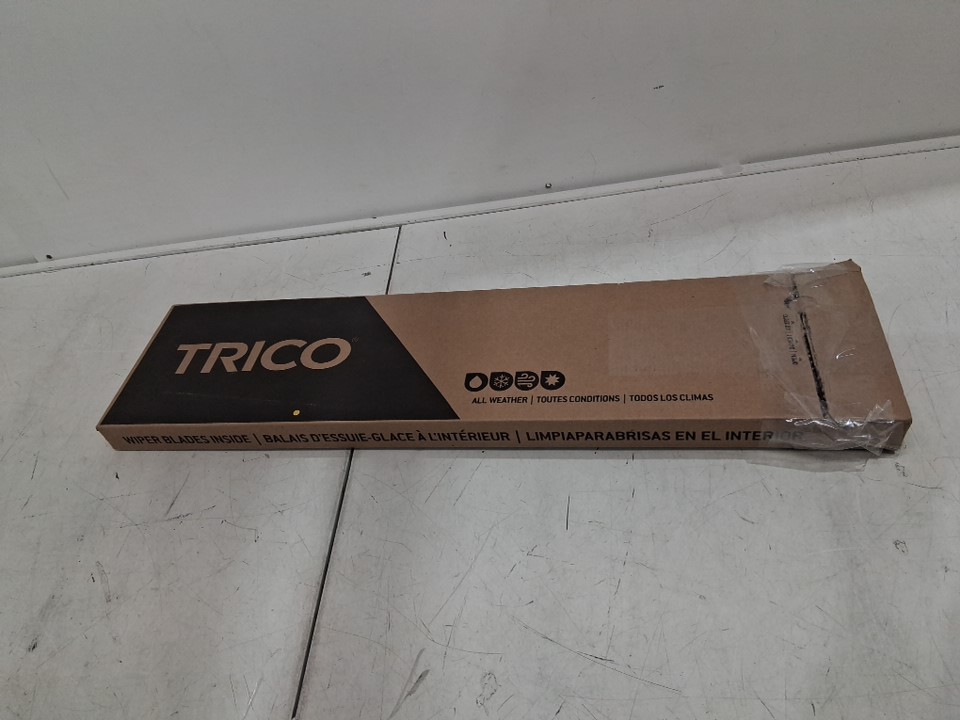 TRICO
ALL WEATHER | TOUTES CONDITIONS | TODOS LOS CLIMAS
WIPER BLADES INSIDE | BALAIS D'ESSUIE-GLACE À L'INTÉRIEUR | LIMPIAPARABRISAS EN EL INTERIOR